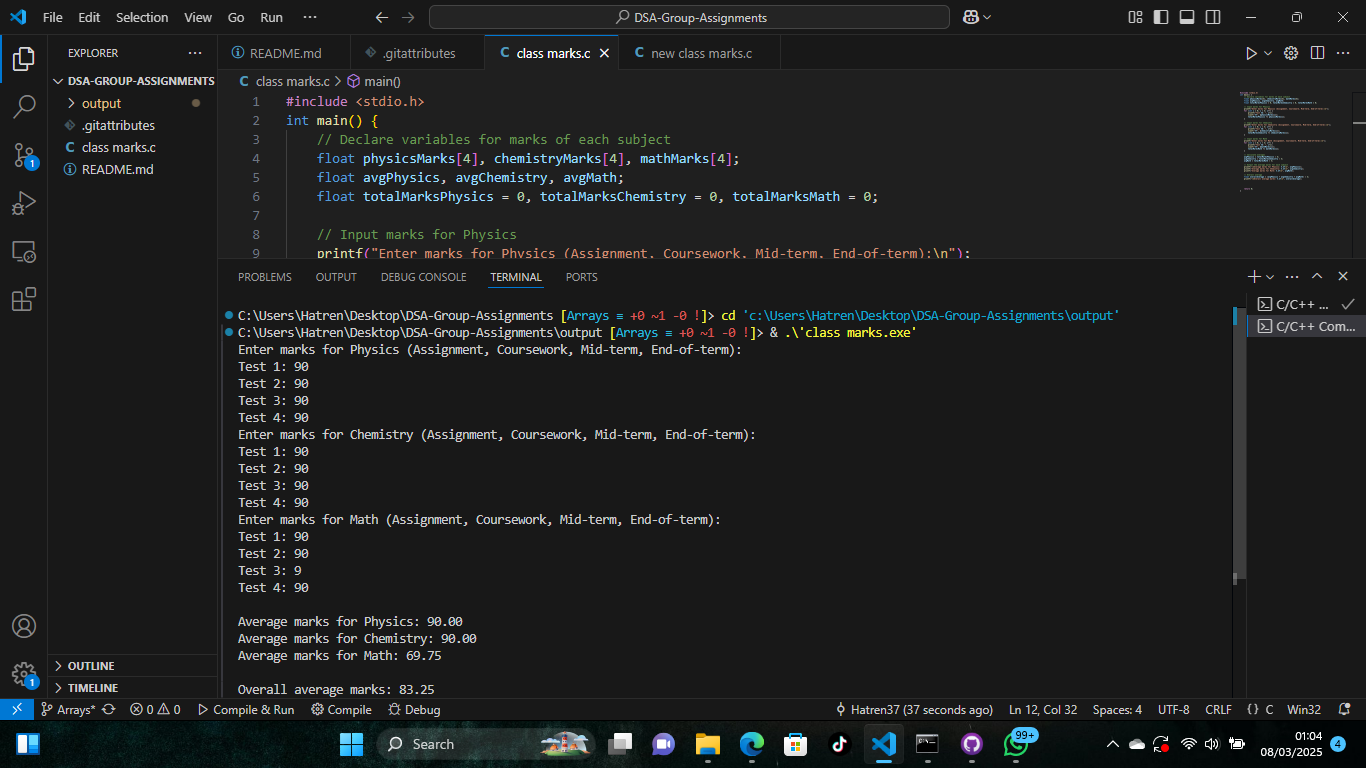 File Edit Selection View Go Run ··· DSA-Group-Assignments
EXPLORER ···
DSA-GROUP-ASSIGNMENTS
output
.gitattributes
C class marks.c
README.md
OUTLINE
TIMELINE
README.md .gitattributes C class marks.c C new class marks.c
C class marks.c > main()
1 #include <stdio.h>
2 int main() {
3 // Declare variables for marks of each subject
4 float physicsMarks[4], chemistryMarks[4], mathMarks[4];
5 float avgPhysics, avgChemistry, avgMath;
6 float totalMarksPhysics = 0, totalMarksChemistry = 0, totalMarksMath = 0;
7
8 // Input marks for Physics
9 printf("Enter marks for Physics (Assignment, Coursework, Mid-term, End-of-term):\n");
PROBLEMS OUTPUT DEBUG CONSOLE TERMINAL PORTS
C/C++ ...
C/C++ Com...
C:\Users\Hatren\Desktop\DSA-Group-Assignments [Arrays ≡ +0 ~1 -0 !]> cd 'c:\Users\Hatren\Desktop\DSA-Group-Assignments\output'
C:\Users\Hatren\Desktop\DSA-Group-Assignments\output [Arrays ≡ +0 ~1 -0 !]> & .\'class marks.exe'
Enter marks for Physics (Assignment, Coursework, Mid-term, End-of-term):
Test 1: 90
Test 2: 90
Test 3: 90
Test 4: 90
Enter marks for Chemistry (Assignment, Coursework, Mid-term, End-of-term):
Test 1: 90
Test 2: 90
Test 3: 90
Test 4: 90
Enter marks for Math (Assignment, Coursework, Mid-term, End-of-term):
Test 1: 90
Test 2: 90
Test 3: 9
Test 4: 90
Average marks for Physics: 90.00
Average marks for Chemistry: 90.00
Average marks for Math: 69.75
Overall average marks: 83.25
1
1
Arrays* 0 0 Compile & Run Compile Debug Hatren37 (37 seconds ago) Ln 12, Col 32 Spaces: 4 UTF-8 CRLF {} C Win32
Search 99+ 01:04
08/03/2025 4